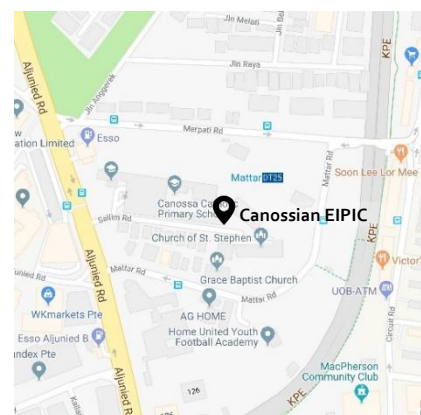 Jln Melati
Jln Raya
Jln Anggerek
KPE
Aljunied Rd
Esso
Merpati Rd
ation Limited
Mattar DT25
Mattar Rd
Soon Lee Lor Mee
Canossa Ca
Primary Scho
Canossian EIPIC
Sallim Rd
Church of St. Stephen
KPE
Victor'
Aljunied Rd
Mattar Rd
Grace Baptist Church
UOB-ATM
WKmarkets Pte
AG HOME
Mattar Rd
Home United Youth
Football Academy
Circuit Rd
Esso Aljunied B
ndex Pte
MacPherson
Community Club
126
KPE